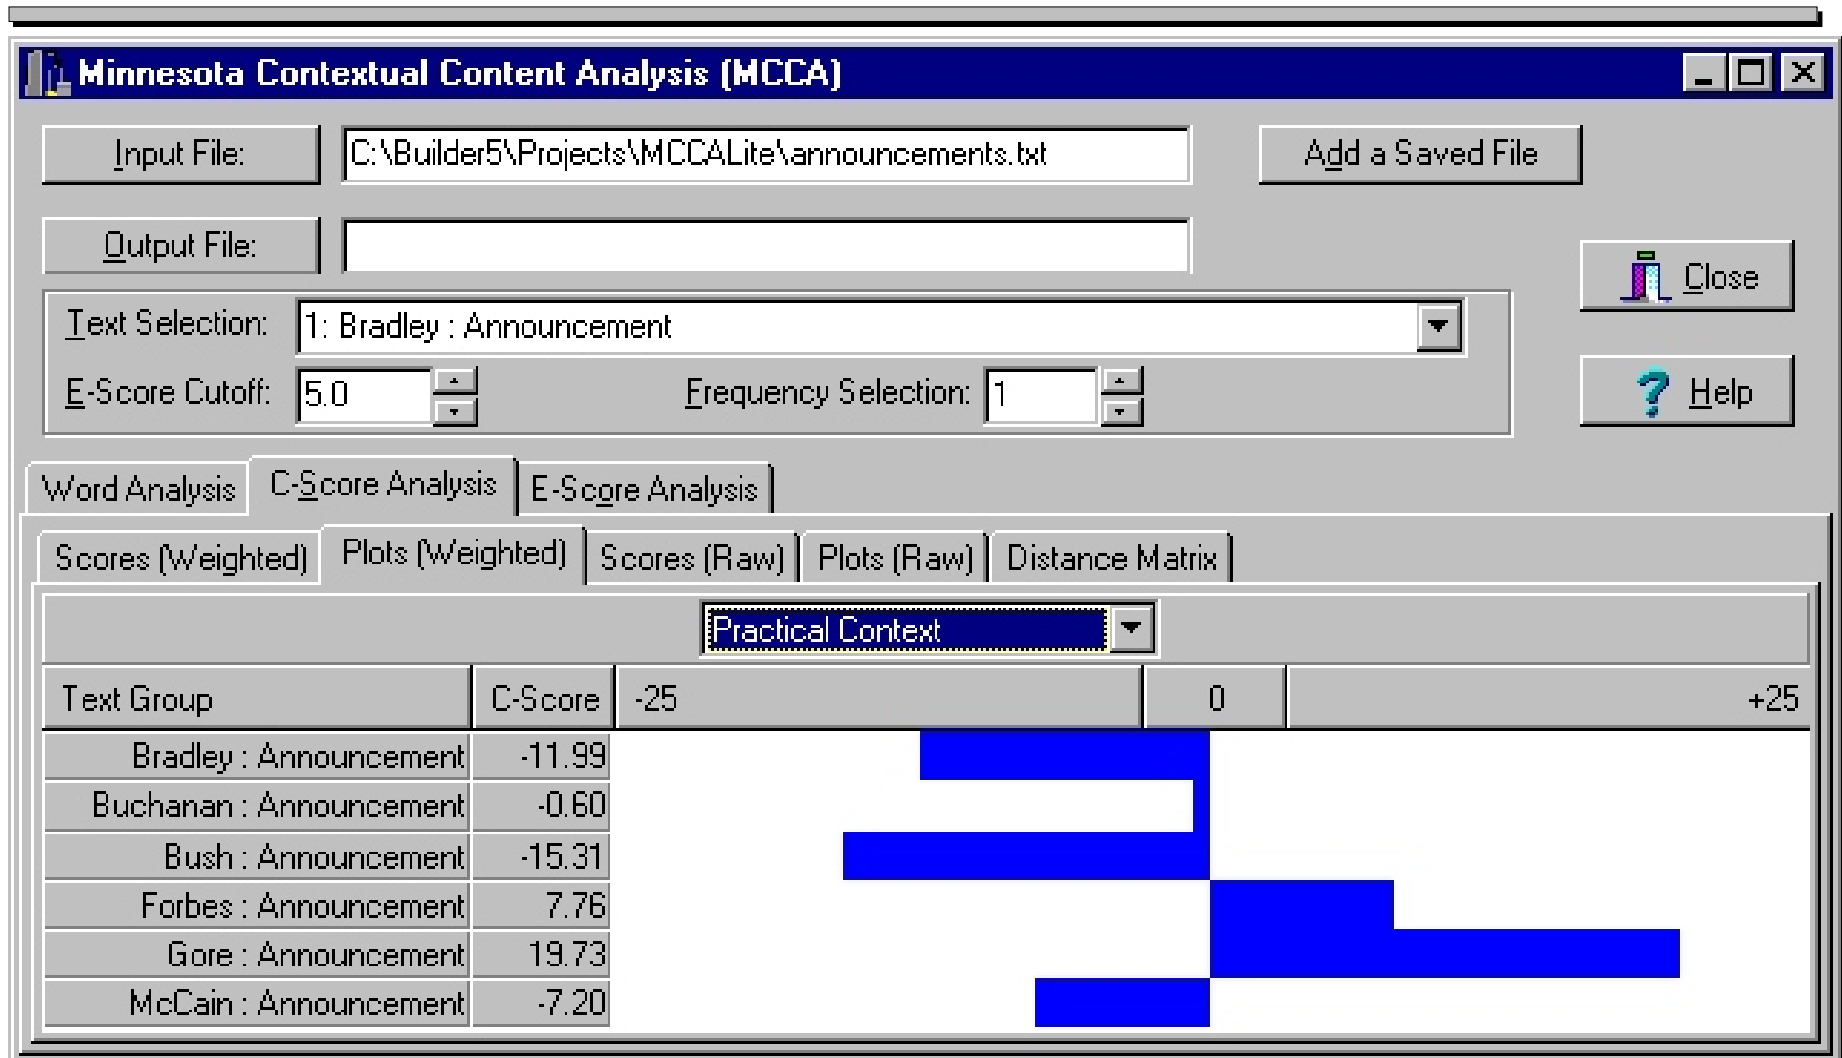 Minnesota Contextual Content Analysis (MCCA)
Input File: C:\Builder5\Projects\MCCALite\announcements.txt Add a Saved File
Output File:
Close
Text Selection: 1: Bradley : Announcement
E-Score Cutoff: 5.0 Frequency Selection: 1
Help
Word Analysis C-Score Analysis E-Score Analysis
Scores (Weighted) Plots (Weighted) Scores (Raw) Plots (Raw) Distance Matrix
Practical Context
Text Group C-Score -25 0 +25
Bradley : Announcement -11.99
Buchanan : Announcement -0.60
Bush : Announcement -15.31
Forbes : Announcement 7.76
Gore : Announcement 19.73
McCain : Announcement -7.20